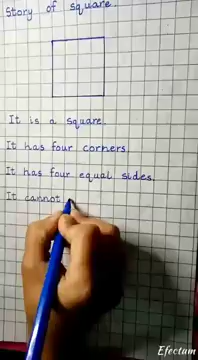 Story of square.
It is a square.
It has four corners.
It has four equal sides.
It cannot
Efectum